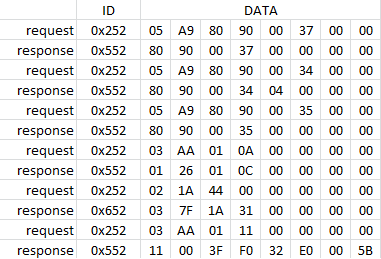 ID DATA
request 0x252 05 A9 80 90 00 37 00 00
response 0x552 80 90 00 37 00 00 00 00
request 0x252 05 A9 80 90 00 34 00 00
response 0x552 80 90 00 34 04 00 00 00
request 0x252 05 A9 80 90 00 35 00 00
response 0x552 80 90 00 35 00 00 00 00
request 0x252 03 AA 01 0A 00 00 00 00
response 0x552 01 26 01 0C 00 00 00 00
request 0x252 02 1A 44 00 00 00 00 00
response 0x652 03 7F 1A 31 00 00 00 00
request 0x252 03 AA 01 11 00 00 00 00
response 0x552 11 00 3F F0 32 E0 00 5B